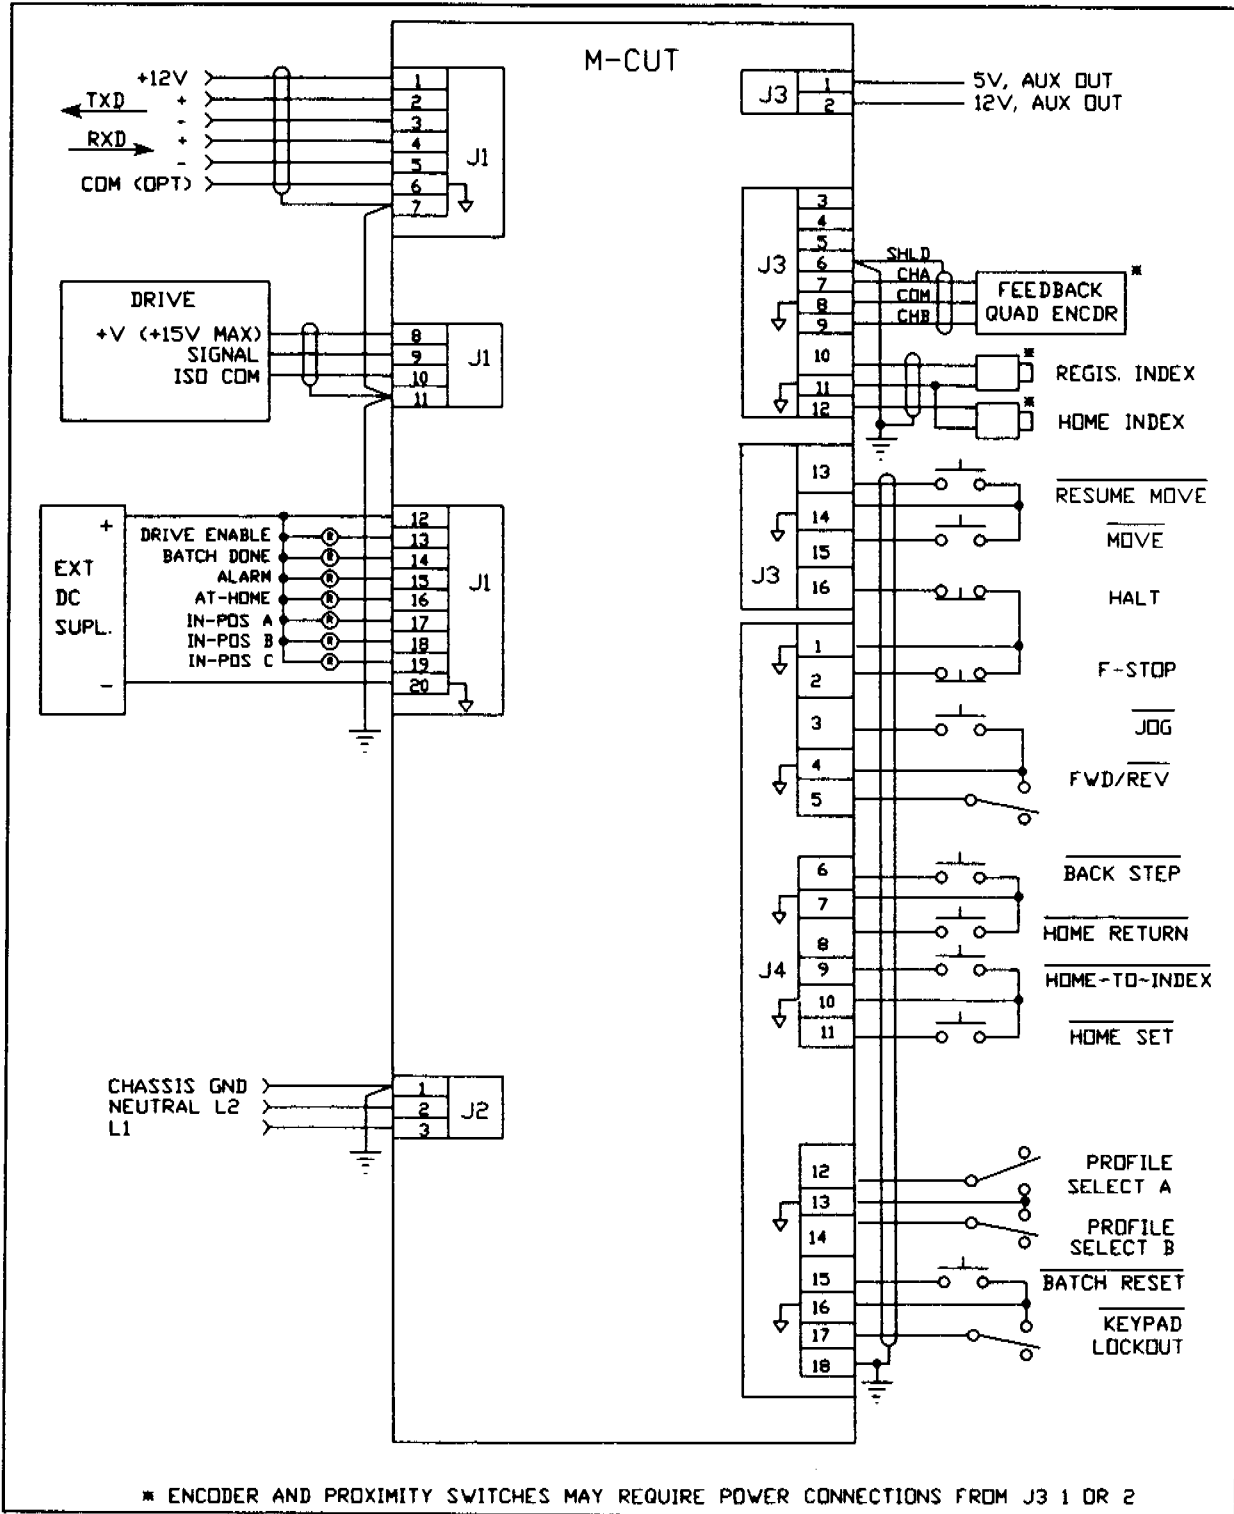 M-CUT
+12V
TXD
+
-
RXD
+
-
COM (OPT)
1
2
3
4
5
6
7
J1
DRIVE
+V (+15V MAX)
SIGNAL
ISO COM
8
9
10
11
J1
EXT
DC
SUPL.
+
-
DRIVE ENABLE
BATCH DONE
ALARM
AT-HOME
IN-POS A
IN-POS B
IN-POS C
R
R
R
R
R
R
R
12
13
14
15
16
17
18
19
20
J1
CHASSIS GND
NEUTRAL L2
L1
1
2
3
J2
J3
1
2
5V, AUX OUT
12V, AUX OUT
J3
3
4
5
6
7
8
9
10
11
12
SHLD
CHA
COM
CHB
FEEDBACK
QUAD ENCDR
*
*
REGIS. INDEX
*
HOME INDEX
J3
13
14
15
16
RESUME MOVE
MOVE
HALT
J4
1
2
3
4
5
F-STOP
JOG
FWD/REV
6
7
8
9
10
11
BACK STEP
HOME RETURN
HOME-TO-INDEX
HOME SET
12
13
14
15
16
17
18
PROFILE
SELECT A
PROFILE
SELECT B
BATCH RESET
KEYPAD
LOCKOUT
* ENCODER AND PROXIMITY SWITCHES MAY REQUIRE POWER CONNECTIONS FROM J3 1 OR 2